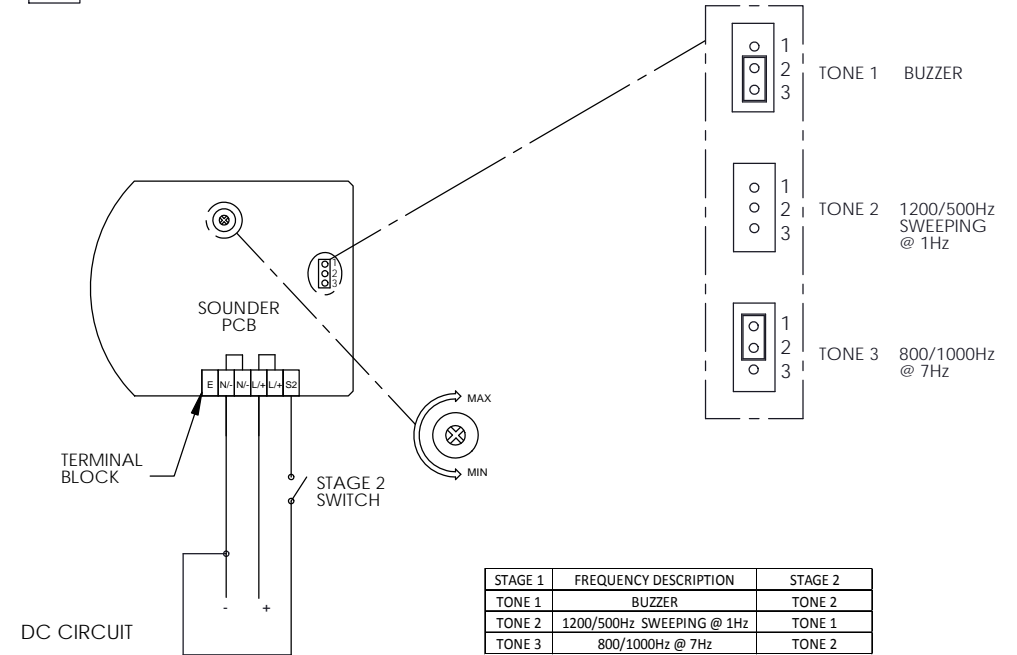 1
2
3
TONE 1 BUZZER
1
2
3
TONE 2 1200/500Hz
SWEEPING
@ 1Hz
1
2
3
TONE 3 800/1000Hz
@ 7Hz
1
2
3
SOUNDER
PCB
E N/- N/- L/+ L/+ S2
MAX
MIN
TERMINAL
BLOCK
STAGE 2
SWITCH
- +
DC CIRCUIT
STAGE 1 FREQUENCY DESCRIPTION STAGE 2
TONE 1 BUZZER TONE 2
TONE 2 1200/500Hz SWEEPING @ 1Hz TONE 1
TONE 3 800/1000Hz @ 7Hz TONE 2